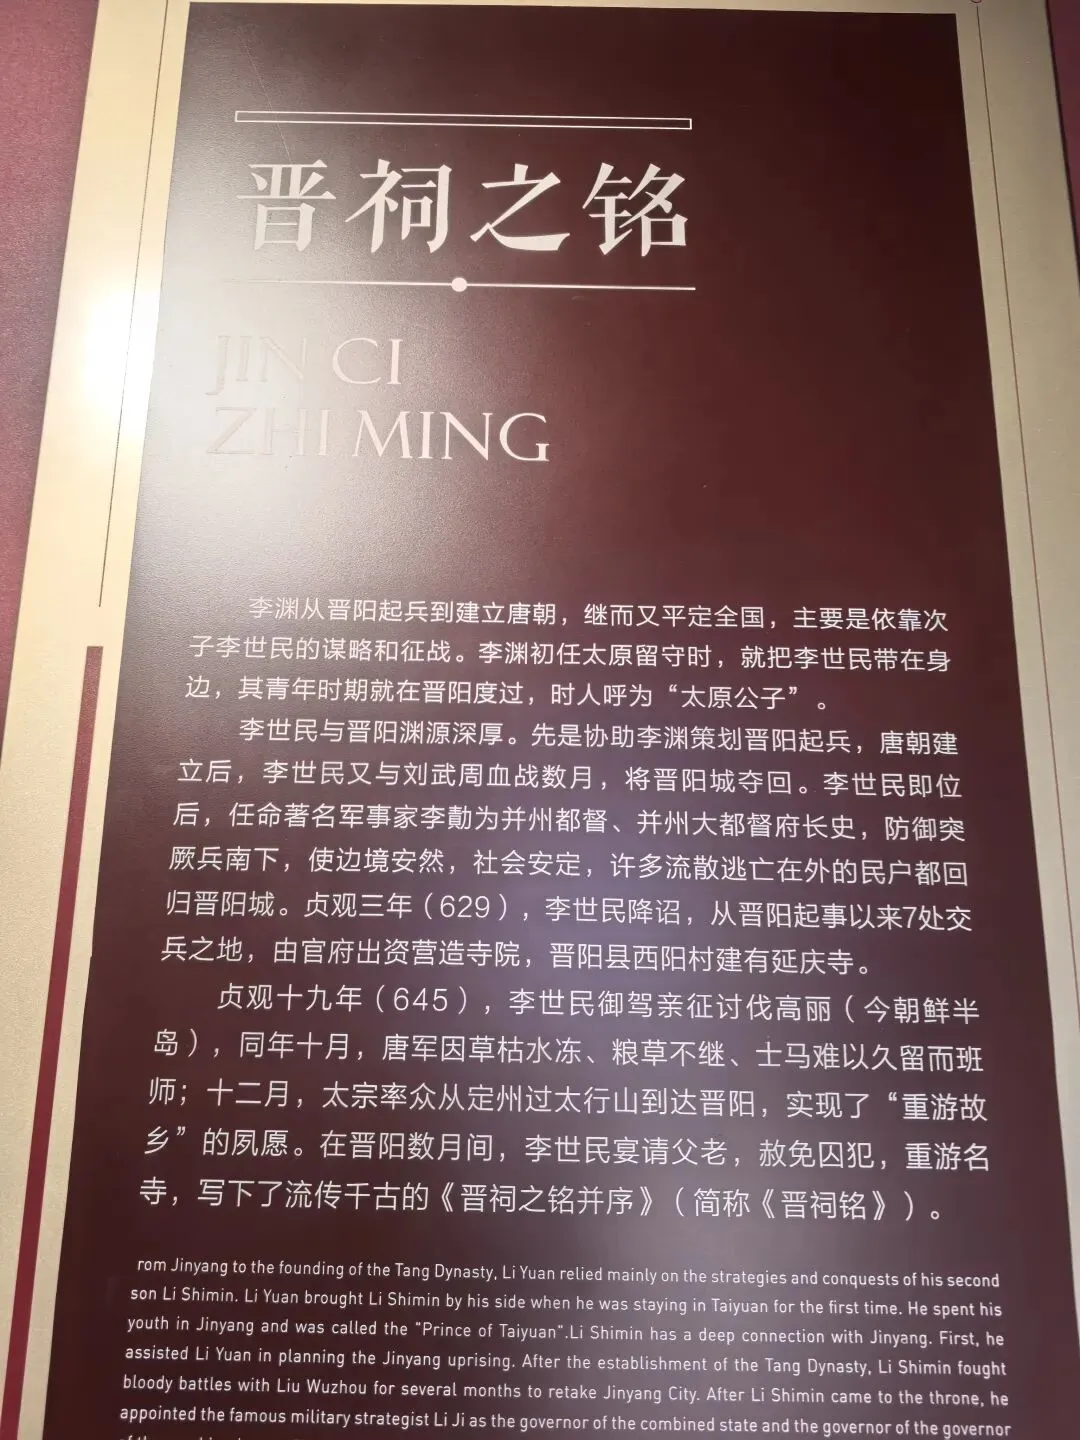 晋祠之铭
JIN CI
ZHI MING
李渊从晋阳起兵到建立唐朝，继而又平定全国，主要是依靠次
子李世民的谋略和征战。李渊初任太原留守时，就把李世民带在身
边，其青年时期就在晋阳度过，时人呼为“太原公子”。
李世民与晋阳渊源深厚。先是协助李渊策划晋阳起兵，唐朝建
立后，李世民又与刘武周血战数月，将晋阳城夺回。李世民即位
后，任命著名军事家李勣为并州都督、并州大都督府长史，防御突
厥兵南下，使边境安然，社会安定，许多流散逃亡在外的民户都回
归晋阳城。贞观三年（629），李世民降诏，从晋阳起事以来7处交
兵之地，由官府出资营造寺院，晋阳县西阳村建有延庆寺。
贞观十九年（645），李世民御驾亲征讨伐高丽（今朝鲜半
岛），同年十月，唐军因草枯水冻、粮草不继、士马难以久留而班
师；十二月，太宗率众从定州过太行山到达晋阳，实现了“重游故
乡”的夙愿。在晋阳数月间，李世民宴请父老，赦免囚犯，重游名
寺，写下了流传千古的《晋祠之铭并序》（简称《晋祠铭》）。
rom Jinyang to the founding of the Tang Dynasty, Li Yuan relied mainly on the strategies and conquests of his second
son Li Shimin. Li Yuan brought Li Shimin by his side when he was staying in Taiyuan for the first time. He spent his
youth in Jinyang and was called the "Prince of Taiyuan".Li Shimin has a deep connection with Jinyang. First, he
assisted Li Yuan in planning the Jinyang uprising. After the establishment of the Tang Dynasty, Li Shimin fought
bloody battles with Liu Wuzhou for several months to retake Jinyang City. After Li Shimin came to the throne, he
appointed the famous military strategist Li Ji as the governor of the combined state and the governor of the governor